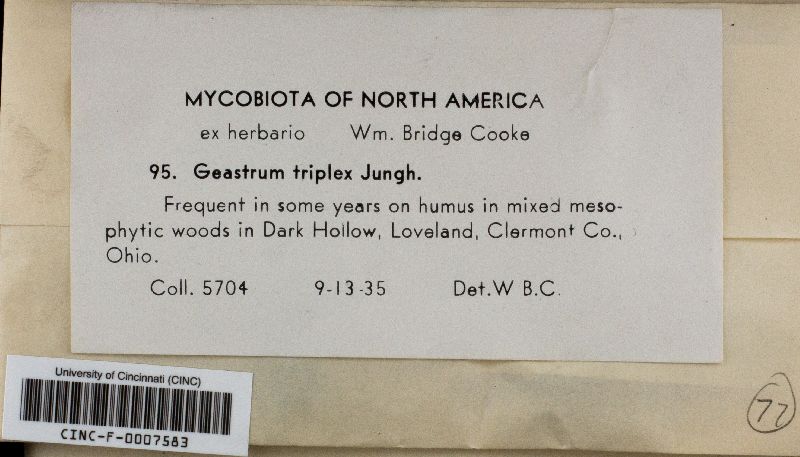 MYCOBIOTA OF NORTH AMERICA
ex herbario Wm. Bridge Cooke
95. Geastrum triplex Jungh.
Frequent in some years on humus in mixed meso-
phytic woods in Dark Hollow, Loveland, Clermont Co.,
Ohio.
Coll. 5704 9-13-35 Det.W B.C.
University of Cincinnati (CINC)
CINC-F-0007583
77